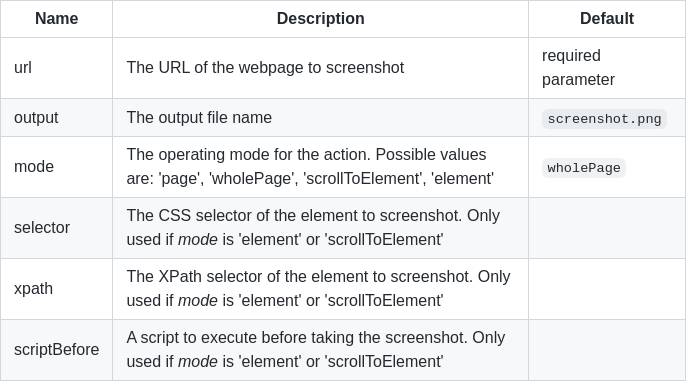 Name Description Default
url The URL of the webpage to screenshot required
parameter
output The output file name screenshot.png
mode The operating mode for the action. Possible values
are: 'page', 'wholePage', 'scrollToElement', 'element' wholePage
selector The CSS selector of the element to screenshot. Only
used if mode is 'element' or 'scrollToElement'
xpath The XPath selector of the element to screenshot. Only
used if mode is 'element' or 'scrollToElement'
scriptBefore A script to execute before taking the screenshot. Only
used if mode is 'element' or 'scrollToElement'